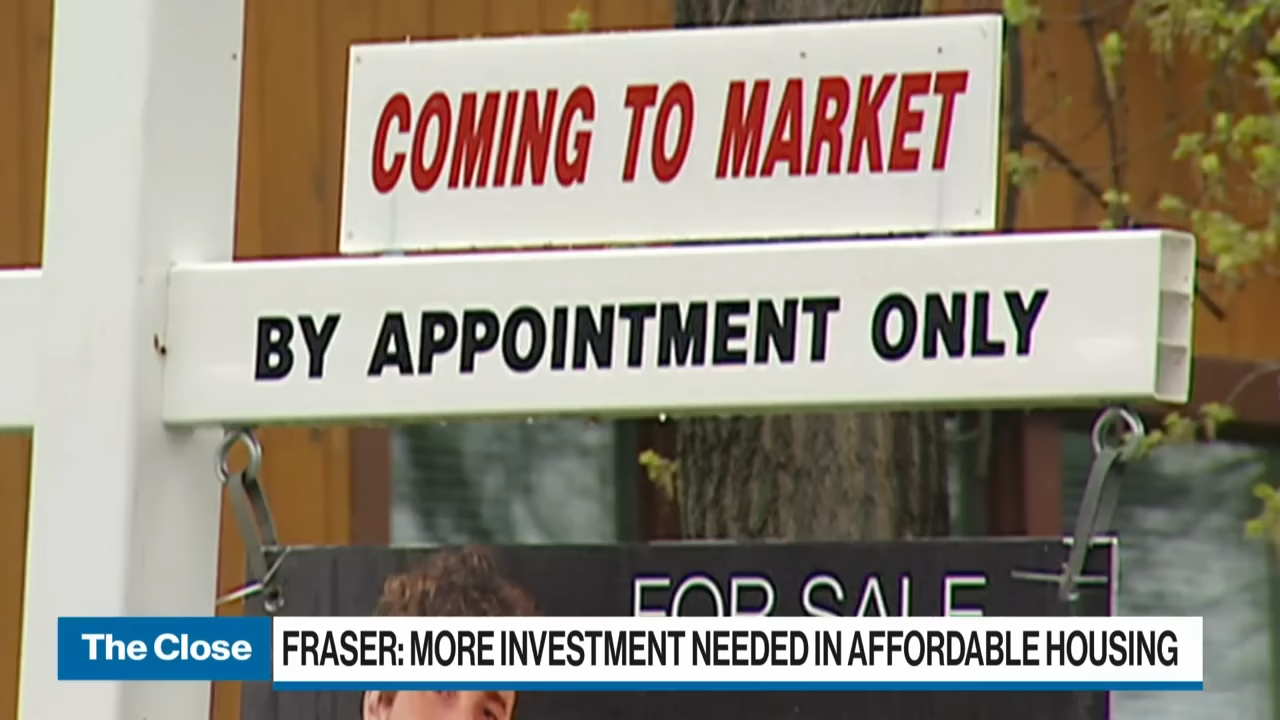 COMING TO MARKET
BY APPOINTMENT ONLY
FOR SALE
The Close
FRASER: MORE INVESTMENT NEEDED IN AFFORDABLE HOUSING